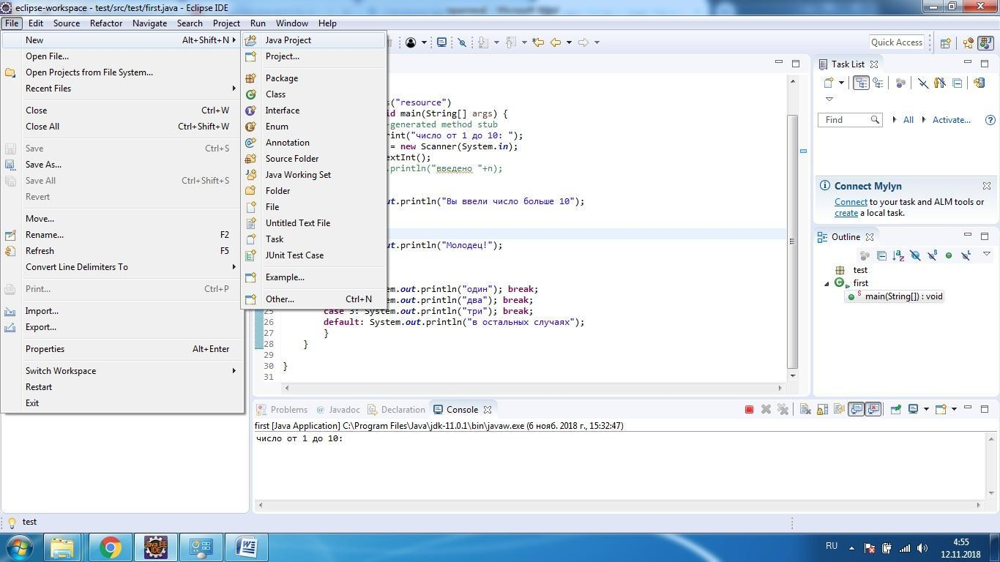 eclipse-workspace - test/src/test/first.java - Eclipse IDE
File Edit Source Refactor Navigate Search Project Run Window Help
New Alt+Shift+N
Open File...
Open Projects from File System...
Recent Files
Close Ctrl+W
Close All Ctrl+Shift+W
Save Ctrl+S
Save As...
Save All Ctrl+Shift+S
Revert
Move...
Rename... F2
Refresh F5
Convert Line Delimiters To
Print... Ctrl+P
Import...
Export...
Properties Alt+Enter
Switch Workspace
Restart
Exit
Java Project
Project...
Package
Class
Interface
Enum
Annotation
Source Folder
Java Working Set
Folder
File
Untitled Text File
Task
JUnit Test Case
Example...
Other... Ctrl+N
Quick Access
("resource")
id main(String[] args) {
-generated method stub
rint("число от 1 до 10: ");
= new Scanner(System.in);
extInt();
.println("введено "+n);
ut.println("Вы ввели число больше 10");
ut.println("Молодец!");
m.out.println("один"); break;
m.out.println("два"); break;
25 case 3: System.out.println("три"); break;
26 default: System.out.println("в остальных случаях");
27 }
28 }
29
30 }
31
Task List
Find All Activate...
Connect Mylyn
Connect to your task and ALM tools or
create a local task.
Outline
test
first
main(String[]) : void
Problems Javadoc Declaration Console
first [Java Application] C:\Program Files\Java\jdk-11.0.1\bin\javaw.exe (6 нояб. 2018 г., 15:32:47)
число от 1 до 10:
test
Java EE
IDE
RU
4:55
12.11.2018